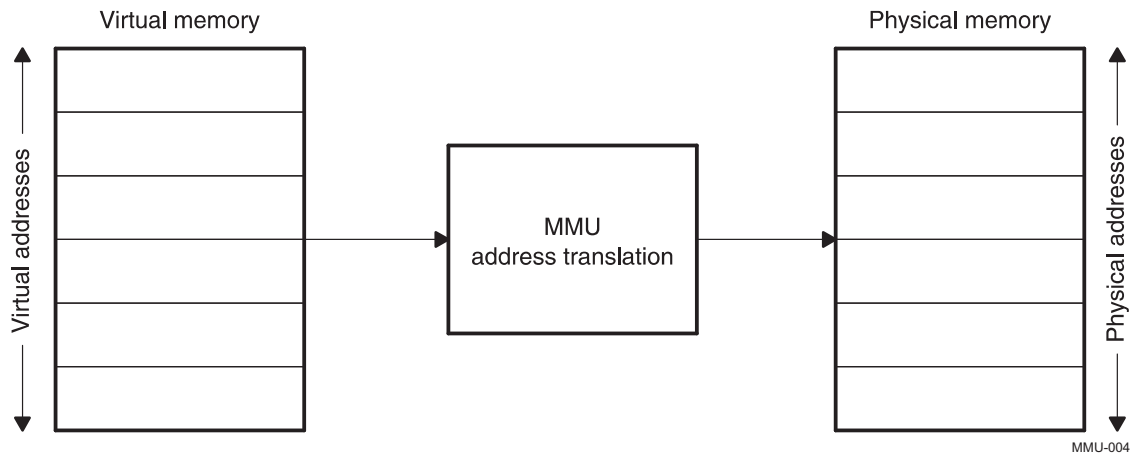 Virtual memory
Physical memory
Virtual addresses
MMU
address translation
Physical addresses
MMU-004